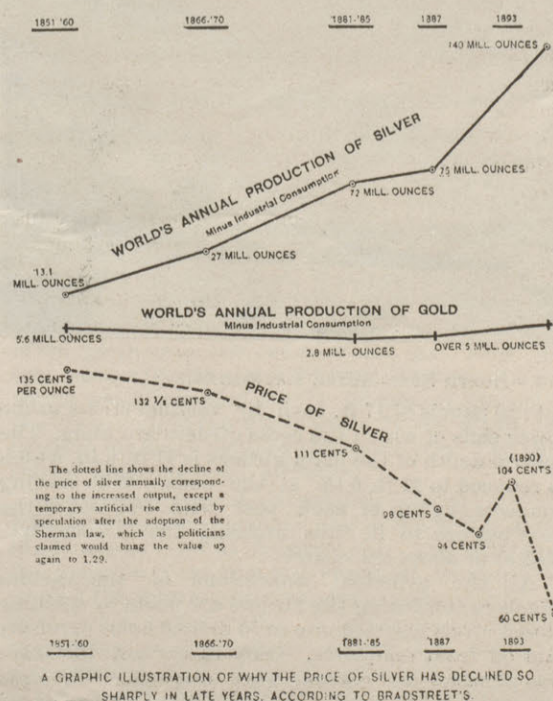 1851 '60 1866-'70 1881-'85 1887 1893
140 MILL. OUNCES
WORLD'S ANNUAL PRODUCTION OF SILVER
Minus Industrial Consumption
75 MILL. OUNCES
72 MILL OUNCES
27 MILL. OUNCES
13.1
MILL. OUNCES
WORLD'S ANNUAL PRODUCTION OF GOLD
Minus Industrial Consumption
5.6 MILL. OUNCES
2.8 MILL. OUNCES
OVER 5 MILL. OUNCES
135 CENTS
PER OUNCE
132 ½ CENTS
PRICE OF SILVER
111 CENTS
(1890)
104 CENTS
98 CENTS
94 CENTS
60 CENTS
The dotted line shows the decline of
the price of silver annually correspond-
ing to the increased output, except a
temporary artificial rise caused by
speculation after the adoption of the
Sherman law, which as politicians
claimed would bring the value up
again to 1.29.
1851-'60 1866-'70 1881-'85 1887 1893
A GRAPHIC ILLUSTRATION OF WHY THE PRICE OF SILVER HAS DECLINED SO
SHARPLY IN LATE YEARS, ACCORDING TO BRADSTREET'S.